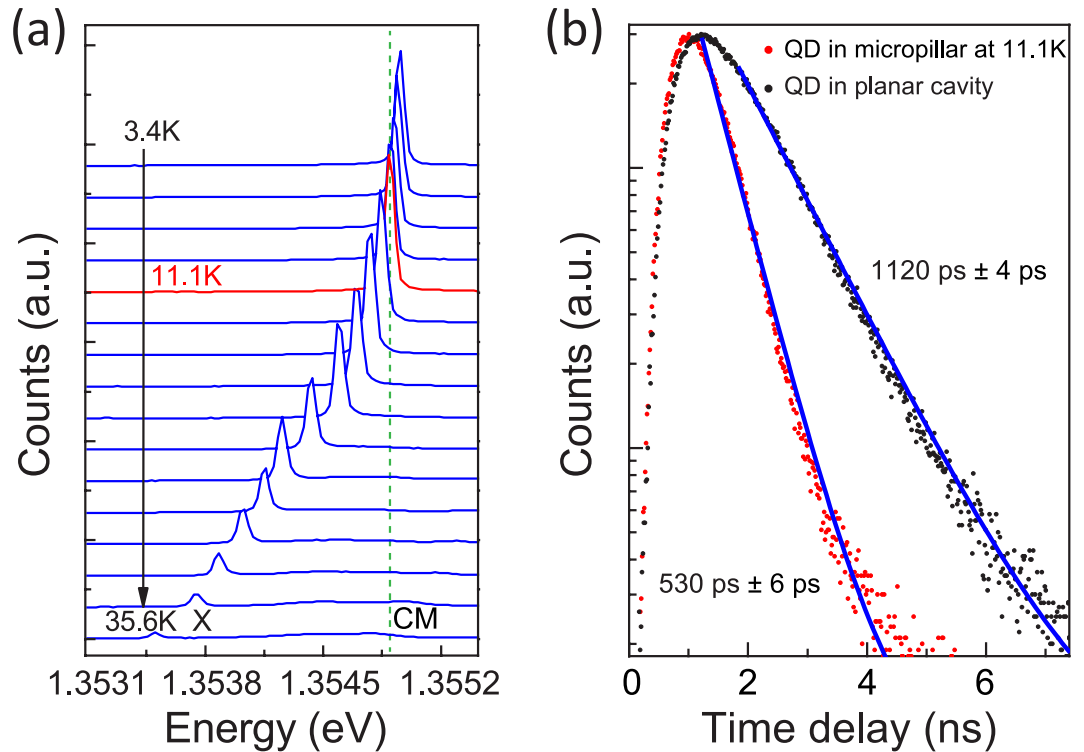 (a)
Counts (a.u.)
3.4K
11.1K
35.6K X
CM
1.3531 1.3538 1.3545 1.3552
Energy (eV)
(b)
Counts (a.u.)
QD in micropillar at 11.1K
QD in planar cavity
1120 ps ± 4 ps
530 ps ± 6 ps
0 2 4 6
Time delay (ns)